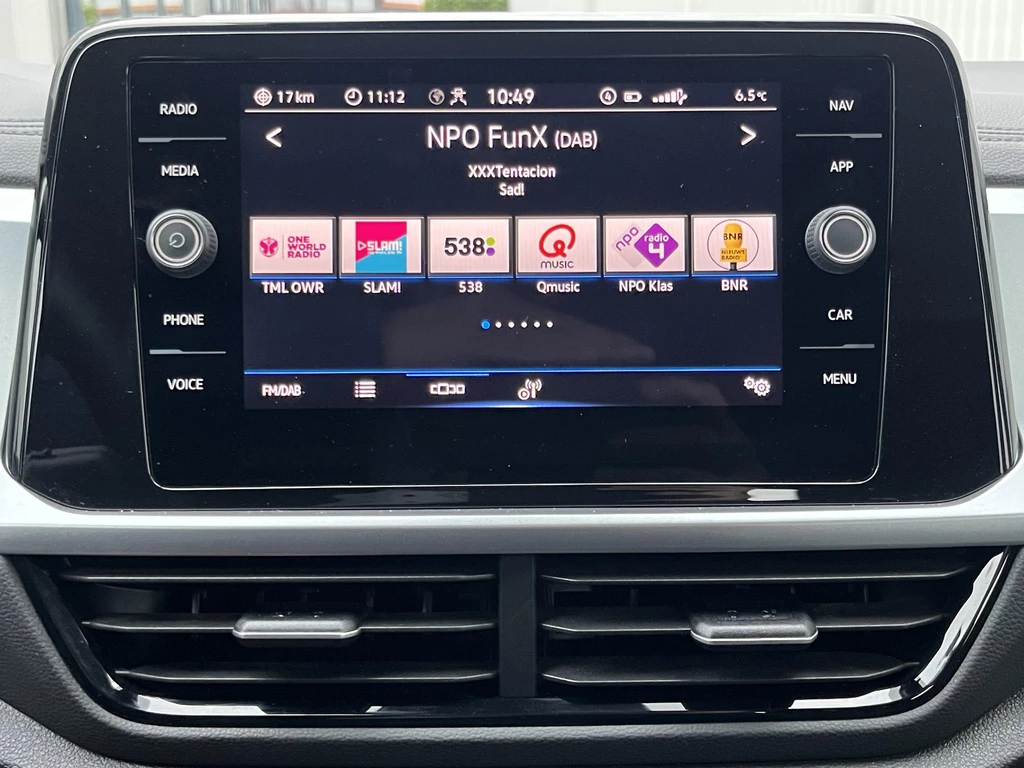 RADIO
MEDIA
PHONE
VOICE
17km 11:12 10:49 4 6.5°C
< NPO FunX (DAB) >
XXXTentacion
Sad!
ONE
WORLD
RADIO
SLAM!
538
MUSIC
npo radio
4
BNR
NIEUWS
RADIO
TML OWR SLAM! 538 Qmusic NPO Klas BNR
FM/DAB
NAV
APP
CAR
MENU